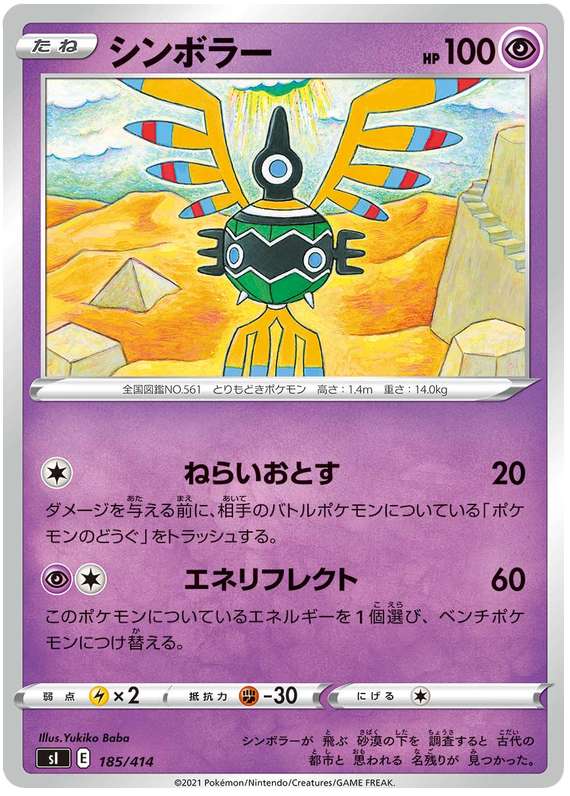 たね シンボラー HP100
全国図鑑NO.561 とりもどきポケモン 高さ：1.4m 重さ：14.0kg
ねらいおとす 20
ダメージを与える前に、相手のバトルポケモンについている「ポケ
モンのどうぐ」をトラッシュする。
エネリフレクト 60
このポケモンについているエネルギーを1個選び、ベンチポケ
モンにつけ替える。
弱点 ×2 抵抗力 -30 にげる
Illus.Yukiko Baba
sI E 185/414
シンボラーが 飛ぶ 砂漠の下を 調査すると 古代の
都市と 思われる 名残りが 見つかった。
©2021 Pokémon/Nintendo/Creatures/GAME FREAK.